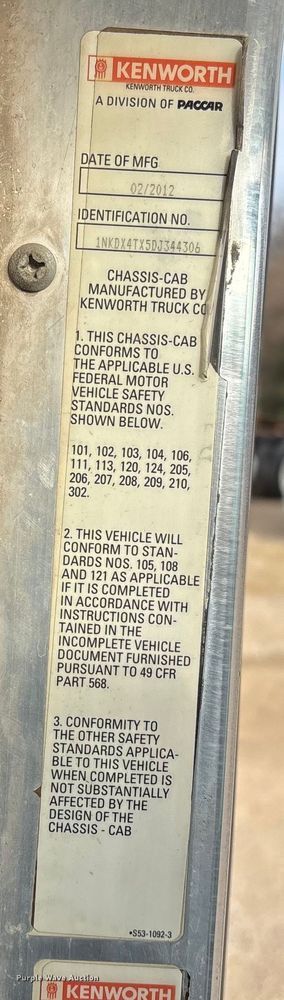 KENWORTH
KENWORTH TRUCK CO.
A DIVISION OF PACCAR
DATE OF MFG
02/2012
IDENTIFICATION NO.
1NKDX4TX5DJ344306
CHASSIS-CAB
MANUFACTURED BY
KENWORTH TRUCK CO
1. THIS CHASSIS-CAB
CONFORMS TO
THE APPLICABLE U.S.
FEDERAL MOTOR
VEHICLE SAFETY
STANDARDS NOS.
SHOWN BELOW.
101, 102, 103, 104, 106,
111, 113, 120, 124, 205,
206, 207, 208, 209, 210,
302.
2. THIS VEHICLE WILL
CONFORM TO STAN-
DARDS NOS. 105, 108
AND 121 AS APPLICABLE
IF IT IS COMPLETED
IN ACCORDANCE WITH
INSTRUCTIONS CON-
TAINED IN THE
INCOMPLETE VEHICLE
DOCUMENT FURNISHED
PURSUANT TO 49 CFR
PART 568.
3. CONFORMITY TO
THE OTHER SAFETY
STANDARDS APPLICA-
BLE TO THIS VEHICLE
WHEN COMPLETED IS
NOT SUBSTANTIALLY
AFFECTED BY THE
DESIGN OF THE
CHASSIS - CAB
•S53-1092-3
Purple Wave Auction
KENWORTH